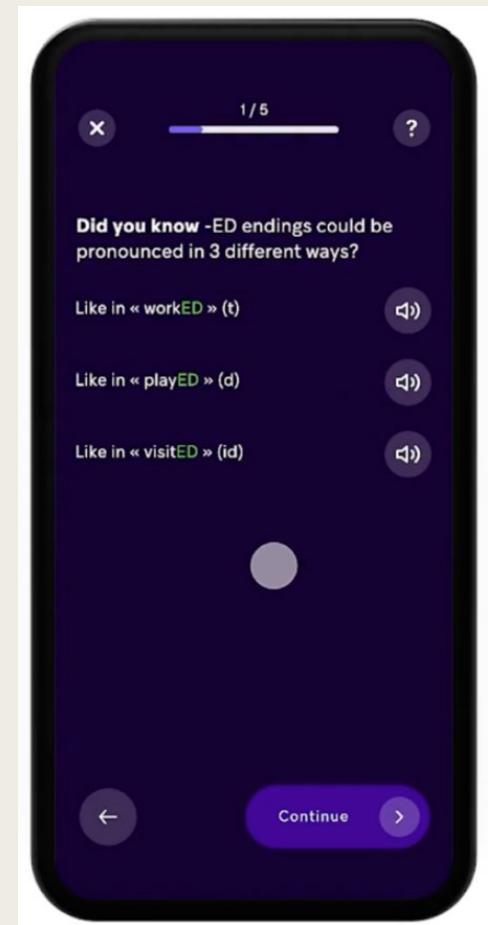 1 / 5
?
Did you know -ED endings could be
pronounced in 3 different ways?
Like in « workED » (t)
Like in « playED » (d)
Like in « visitED » (id)
Continue